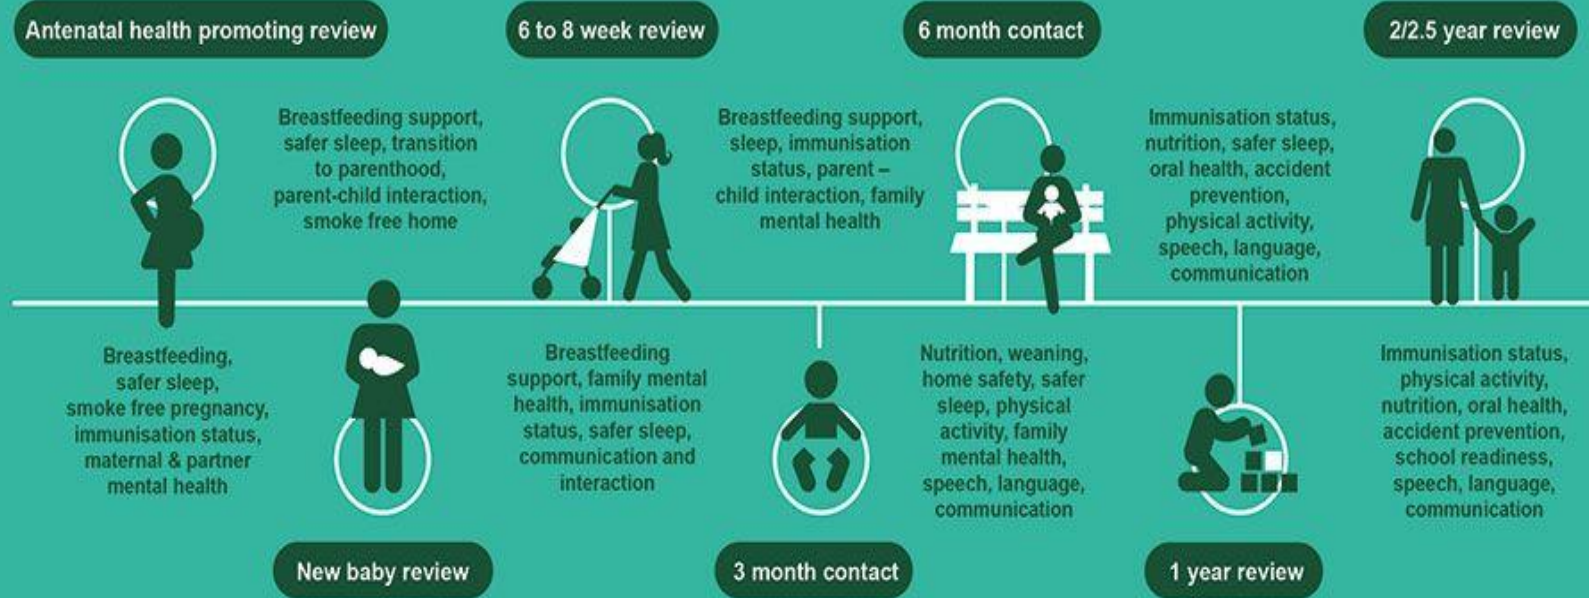 Antenatal health promoting review
Breastfeeding,
safer sleep,
smoke free pregnancy,
immunisation status,
maternal & partner
mental health
Breastfeeding support,
safer sleep, transition
to parenthood,
parent-child interaction,
smoke free home
New baby review
6 to 8 week review
Breastfeeding
support, family mental
health, immunisation
status, safer sleep,
communication and
interaction
Breastfeeding support,
sleep, immunisation
status, parent –
child interaction, family
mental health
3 month contact
6 month contact
Nutrition, weaning,
home safety, safer
sleep, physical
activity, family
mental health,
speech, language,
communication
Immunisation status,
nutrition, safer sleep,
oral health, accident
prevention,
physical activity,
speech, language,
communication
1 year review
2/2.5 year review
Immunisation status,
physical activity,
nutrition, oral health,
accident prevention,
school readiness,
speech, language,
communication